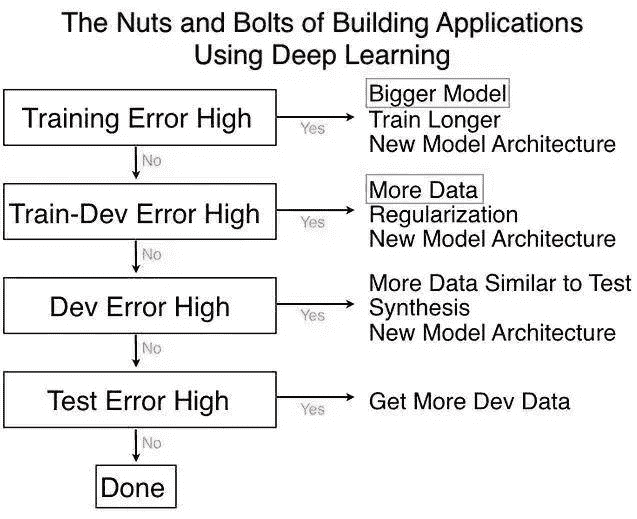 The Nuts and Bolts of Building Applications
Using Deep Learning
Training Error High
Yes
Bigger Model
Train Longer
New Model Architecture
No
Train-Dev Error High
Yes
More Data
Regularization
New Model Architecture
No
Dev Error High
Yes
More Data Similar to Test
Synthesis
New Model Architecture
No
Test Error High
Yes
Get More Dev Data
No
Done